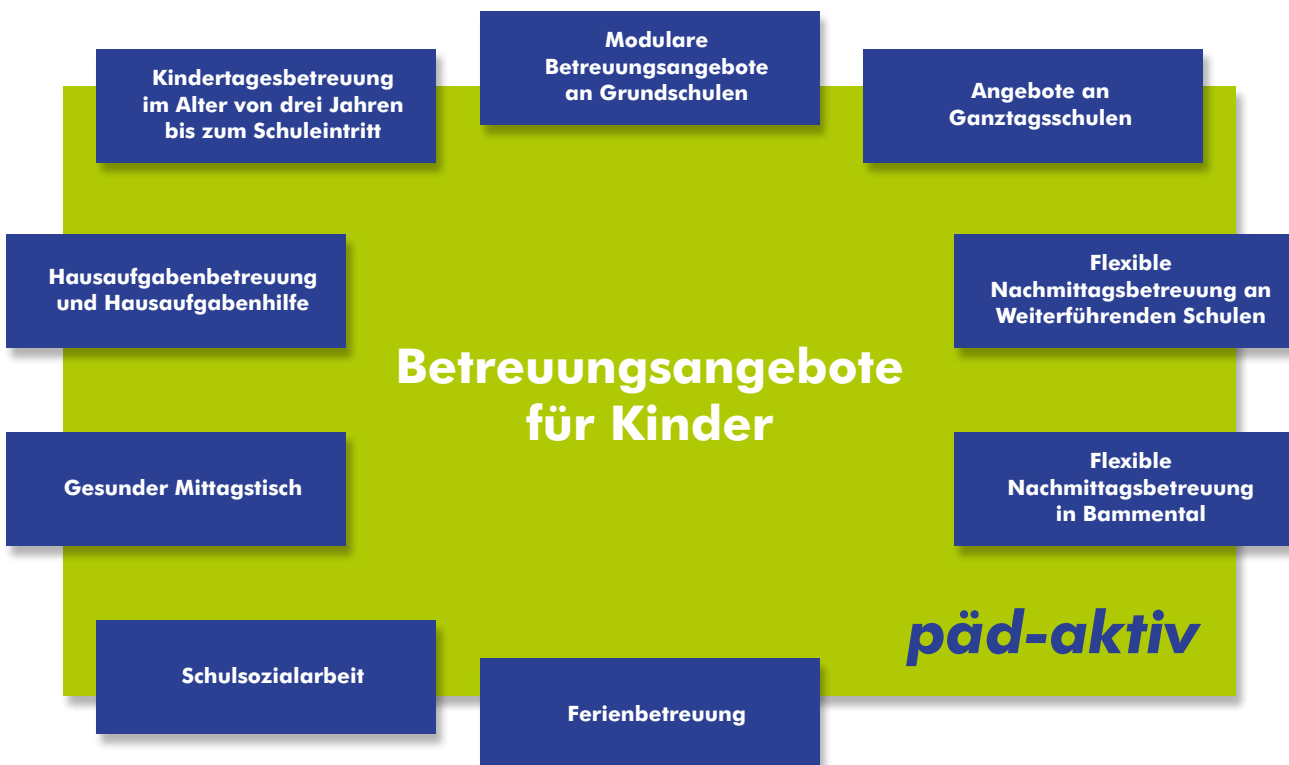 Modulare
Betreuungsangebote
an Grundschulen
Kindertagesbetreuung
im Alter von drei Jahren
bis zum Schuleintritt
Angebote an
Ganztagsschulen
Hausaufgabenbetreuung
und Hausaufgabenhilfe
Flexible
Nachmittagsbetreuung an
Weiterführenden Schulen
Betreuungsangebote
für Kinder
Gesunder Mittagstisch
Flexible
Nachmittagsbetreuung
in Bammental
päd-aktiv
Schulsozialarbeit
Ferienbetreuung